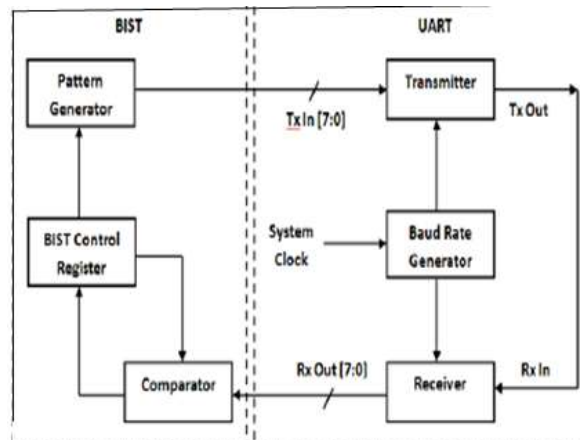 BIST
UART
Pattern
Generator
Tx In [7:0]
Transmitter
Tx Out
BIST Control
Register
System
Clock
Baud Rate
Generator
Comparator
Rx Out [7:0]
Receiver
Rx In